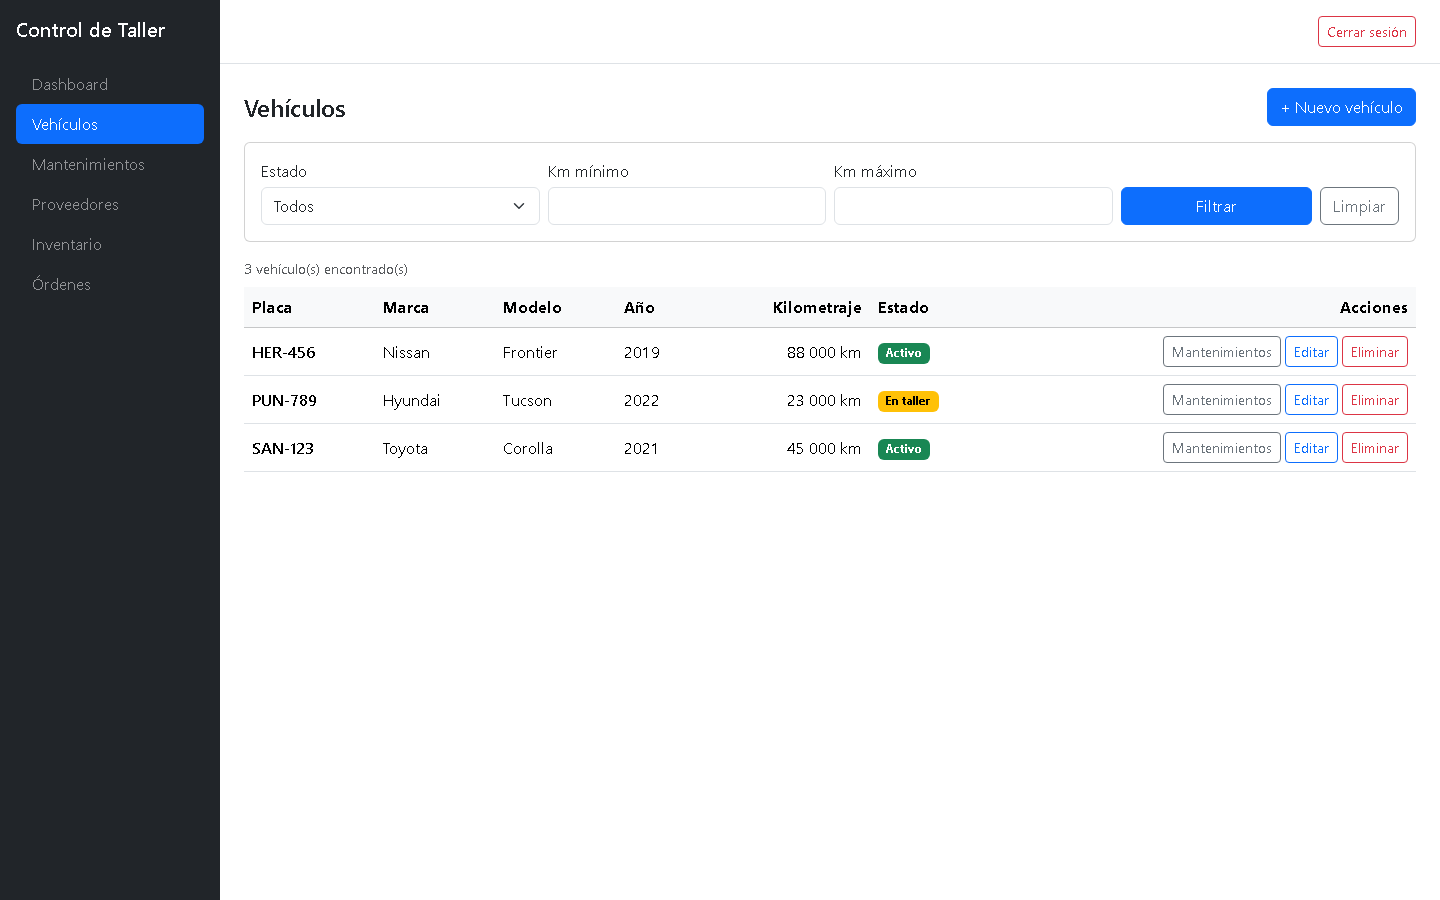 Control de Taller
Cerrar sesión
Dashboard
Vehículos
Mantenimientos
Proveedores
Inventario
Órdenes
Vehículos
+ Nuevo vehículo
Estado
Km mínimo
Km máximo
Todos
Filtrar
Limpiar
3 vehículo(s) encontrado(s)
Placa Marca Modelo Año Kilometraje Estado Acciones
HER-456 Nissan Frontier 2019 88 000 km Activo Mantenimientos Editar Eliminar
PUN-789 Hyundai Tucson 2022 23 000 km En taller Mantenimientos Editar Eliminar
SAN-123 Toyota Corolla 2021 45 000 km Activo Mantenimientos Editar Eliminar